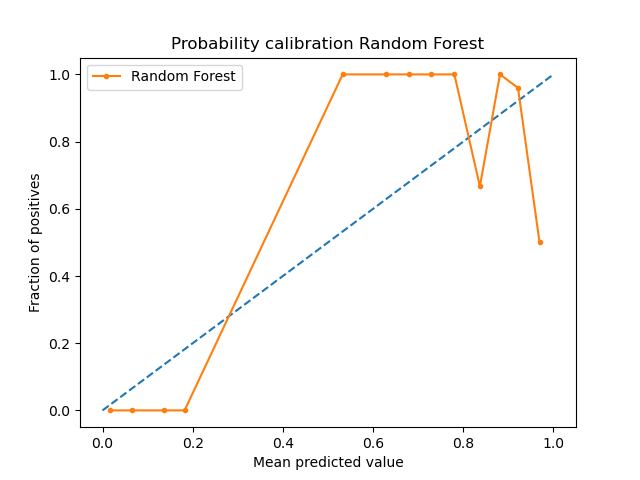 Probability calibration Random Forest
Random Forest
1.0
0.8
0.6
0.4
0.2
0.0
Fraction of positives
0.0 0.2 0.4 0.6 0.8 1.0
Mean predicted value